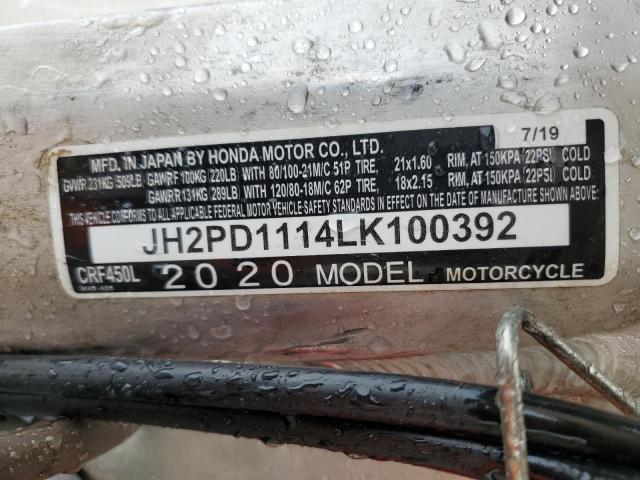 7/19
MFD. IN JAPAN BY HONDA MOTOR CO., LTD.
GVWR 231KG 509LB GAWRF 100KG 220LB WITH 80/100-21M/C 51P TIRE, 21x1.60 RIM, AT 150KPA (22PSI) COLD
GAWRR 131KG 289LB WITH 120/80-18M/C 62P TIRE, 18x2.15 RIM, AT 150KPA (22PSI) COLD
THIS VEHICLE CONFORMS TO ALL APPLICABLE FEDERAL MOTOR VEHICLE SAFETY STANDARDS IN EFFECT ON THE DATE OF MANUFACTURE SHOWN ABOVE.
JH2PD1114LK100392
CRF450L 2020 MODEL MOTORCYCLE